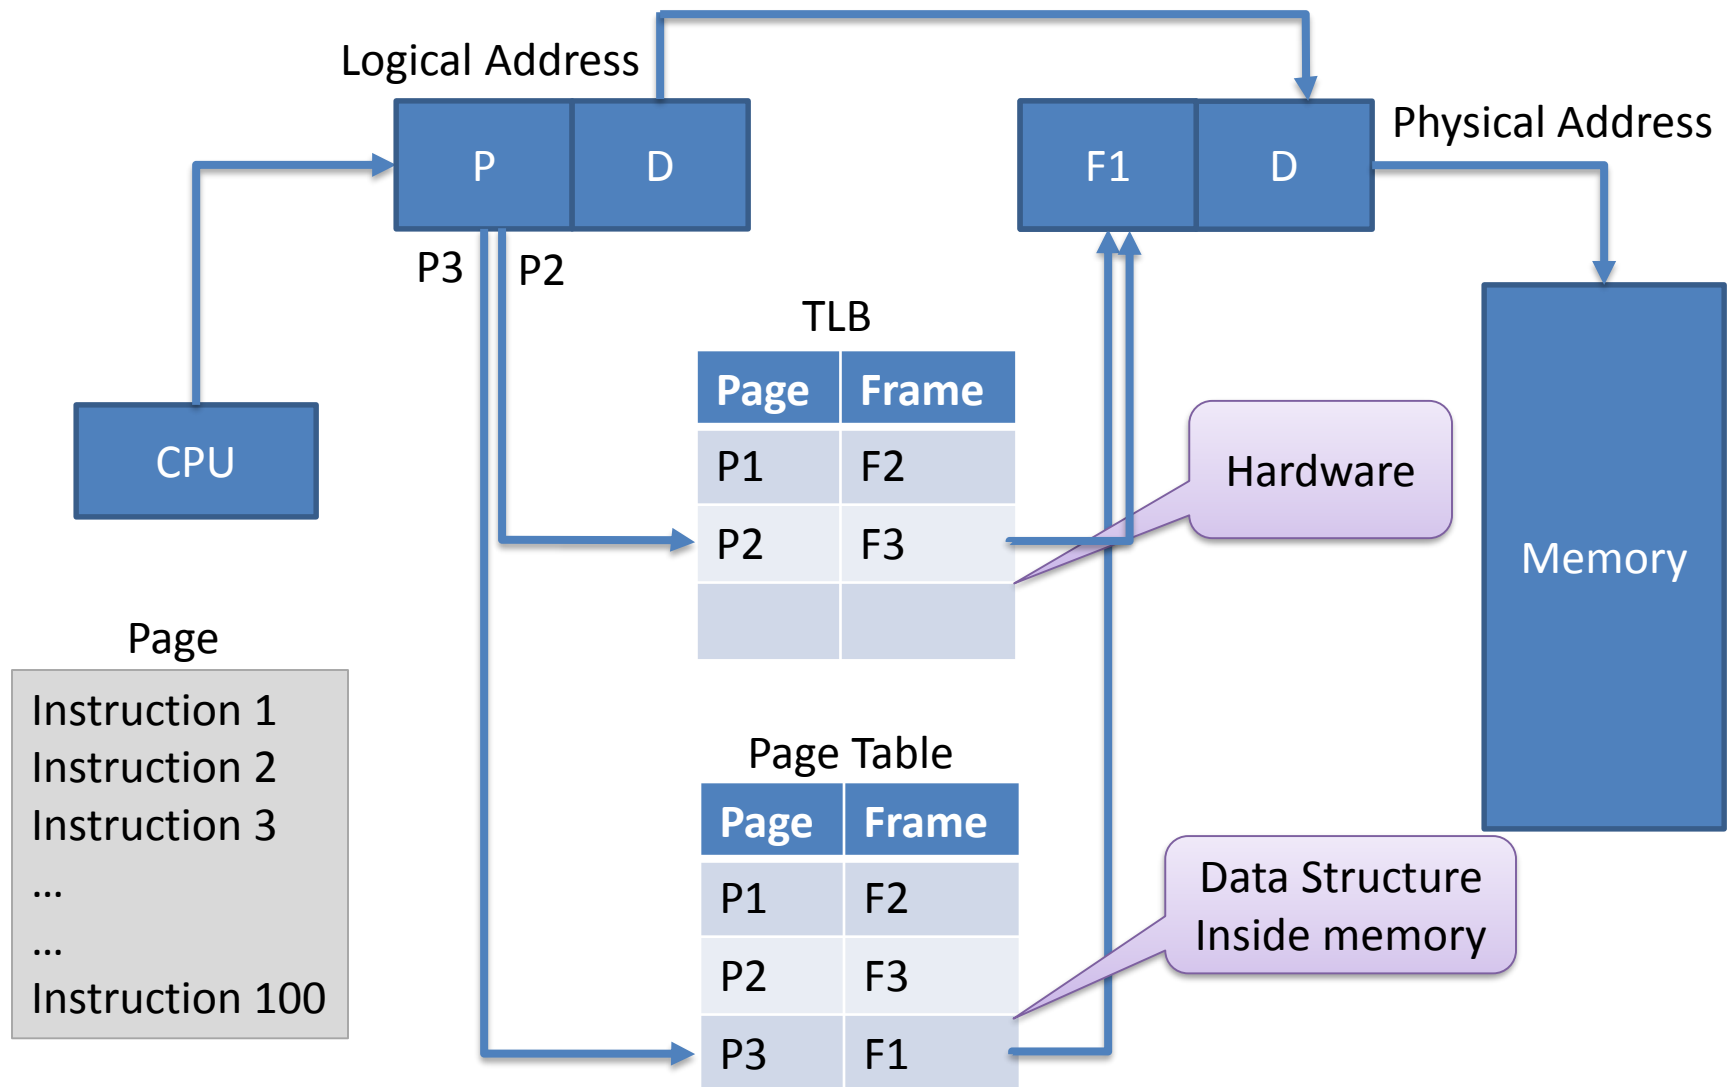 Logical Address
P D
F1 D
Physical Address
P3 P2
CPU
TLB
Page Frame
P1 F2
P2 F3
Hardware
Memory
Page
Instruction 1
Instruction 2
Instruction 3
...
...
Instruction 100
Page Table
Page Frame
P1 F2
P2 F3
P3 F1
Data Structure
Inside memory